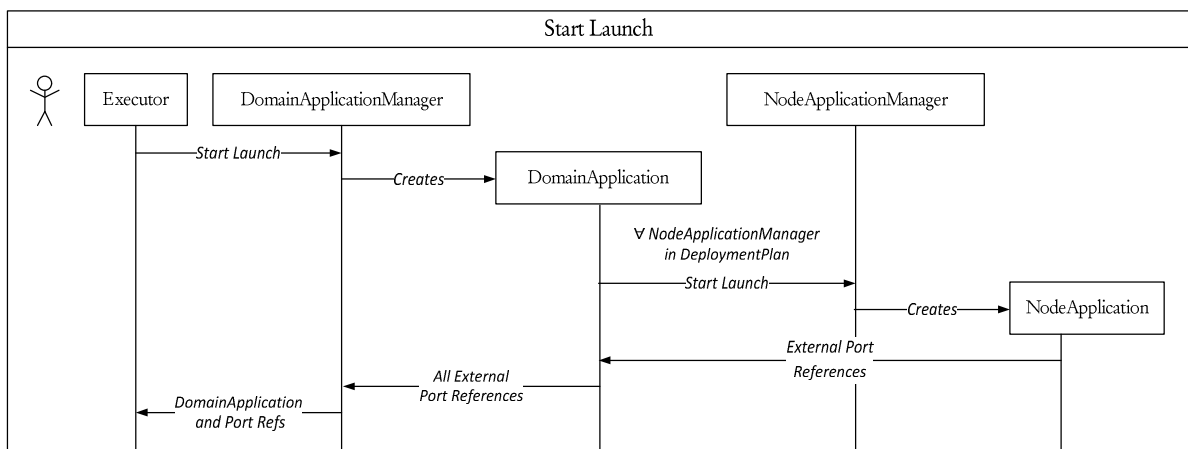 Start Launch
Executor
DomainApplicationManager
NodeApplicationManager
Start Launch
Creates
DomainApplication
∀ NodeApplicationManager
in DeploymentPlan
Start Launch
Creates
NodeApplication
External Port
References
All External
Port References
DomainApplication
and Port Refs